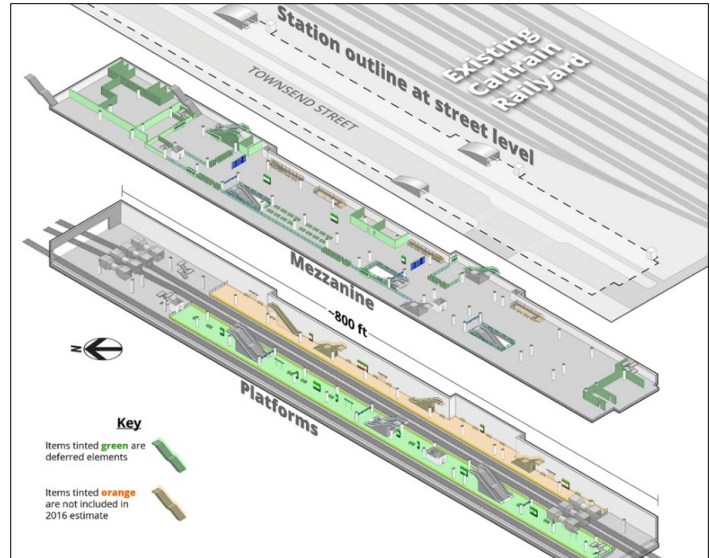 Station outline at street level
Existing
Caltrain
Railyard
TOWNSEND STREET
Mezzanine
~800 ft
N
Platforms
Key
Items tinted green are
deferred elements
Items tinted orange
are not included in
2016 estimate